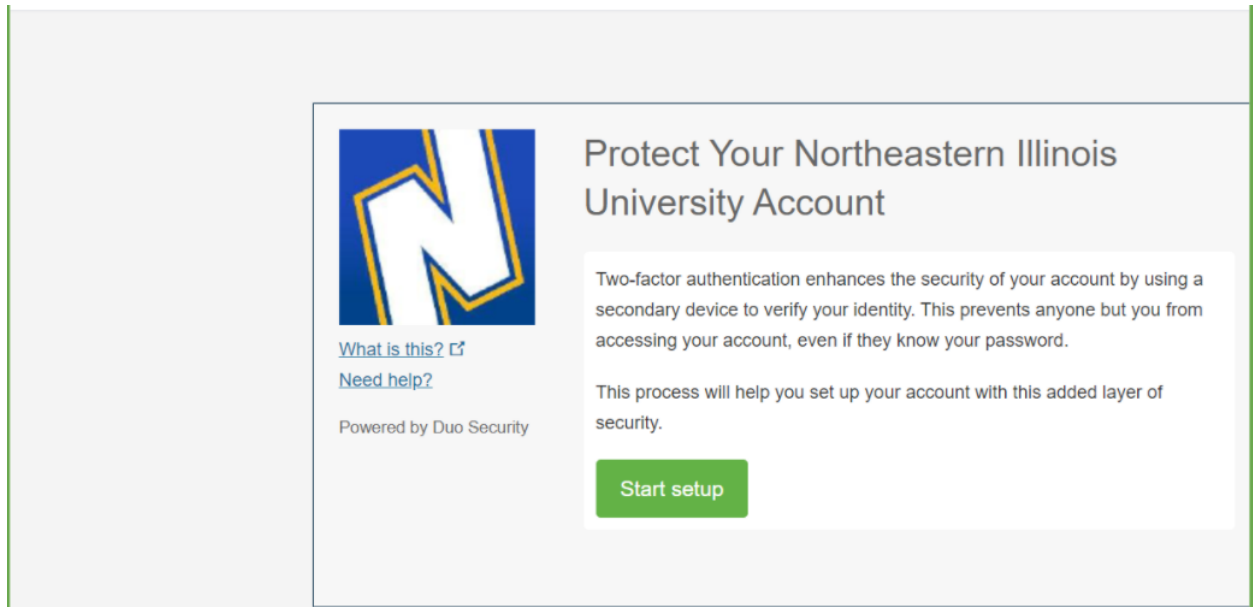 Protect Your Northeastern Illinois
University Account
Two-factor authentication enhances the security of your account by using a
secondary device to verify your identity. This prevents anyone but you from
accessing your account, even if they know your password.
This process will help you set up your account with this added layer of
security.
Start setup
What is this?
Need help?
Powered by Duo Security